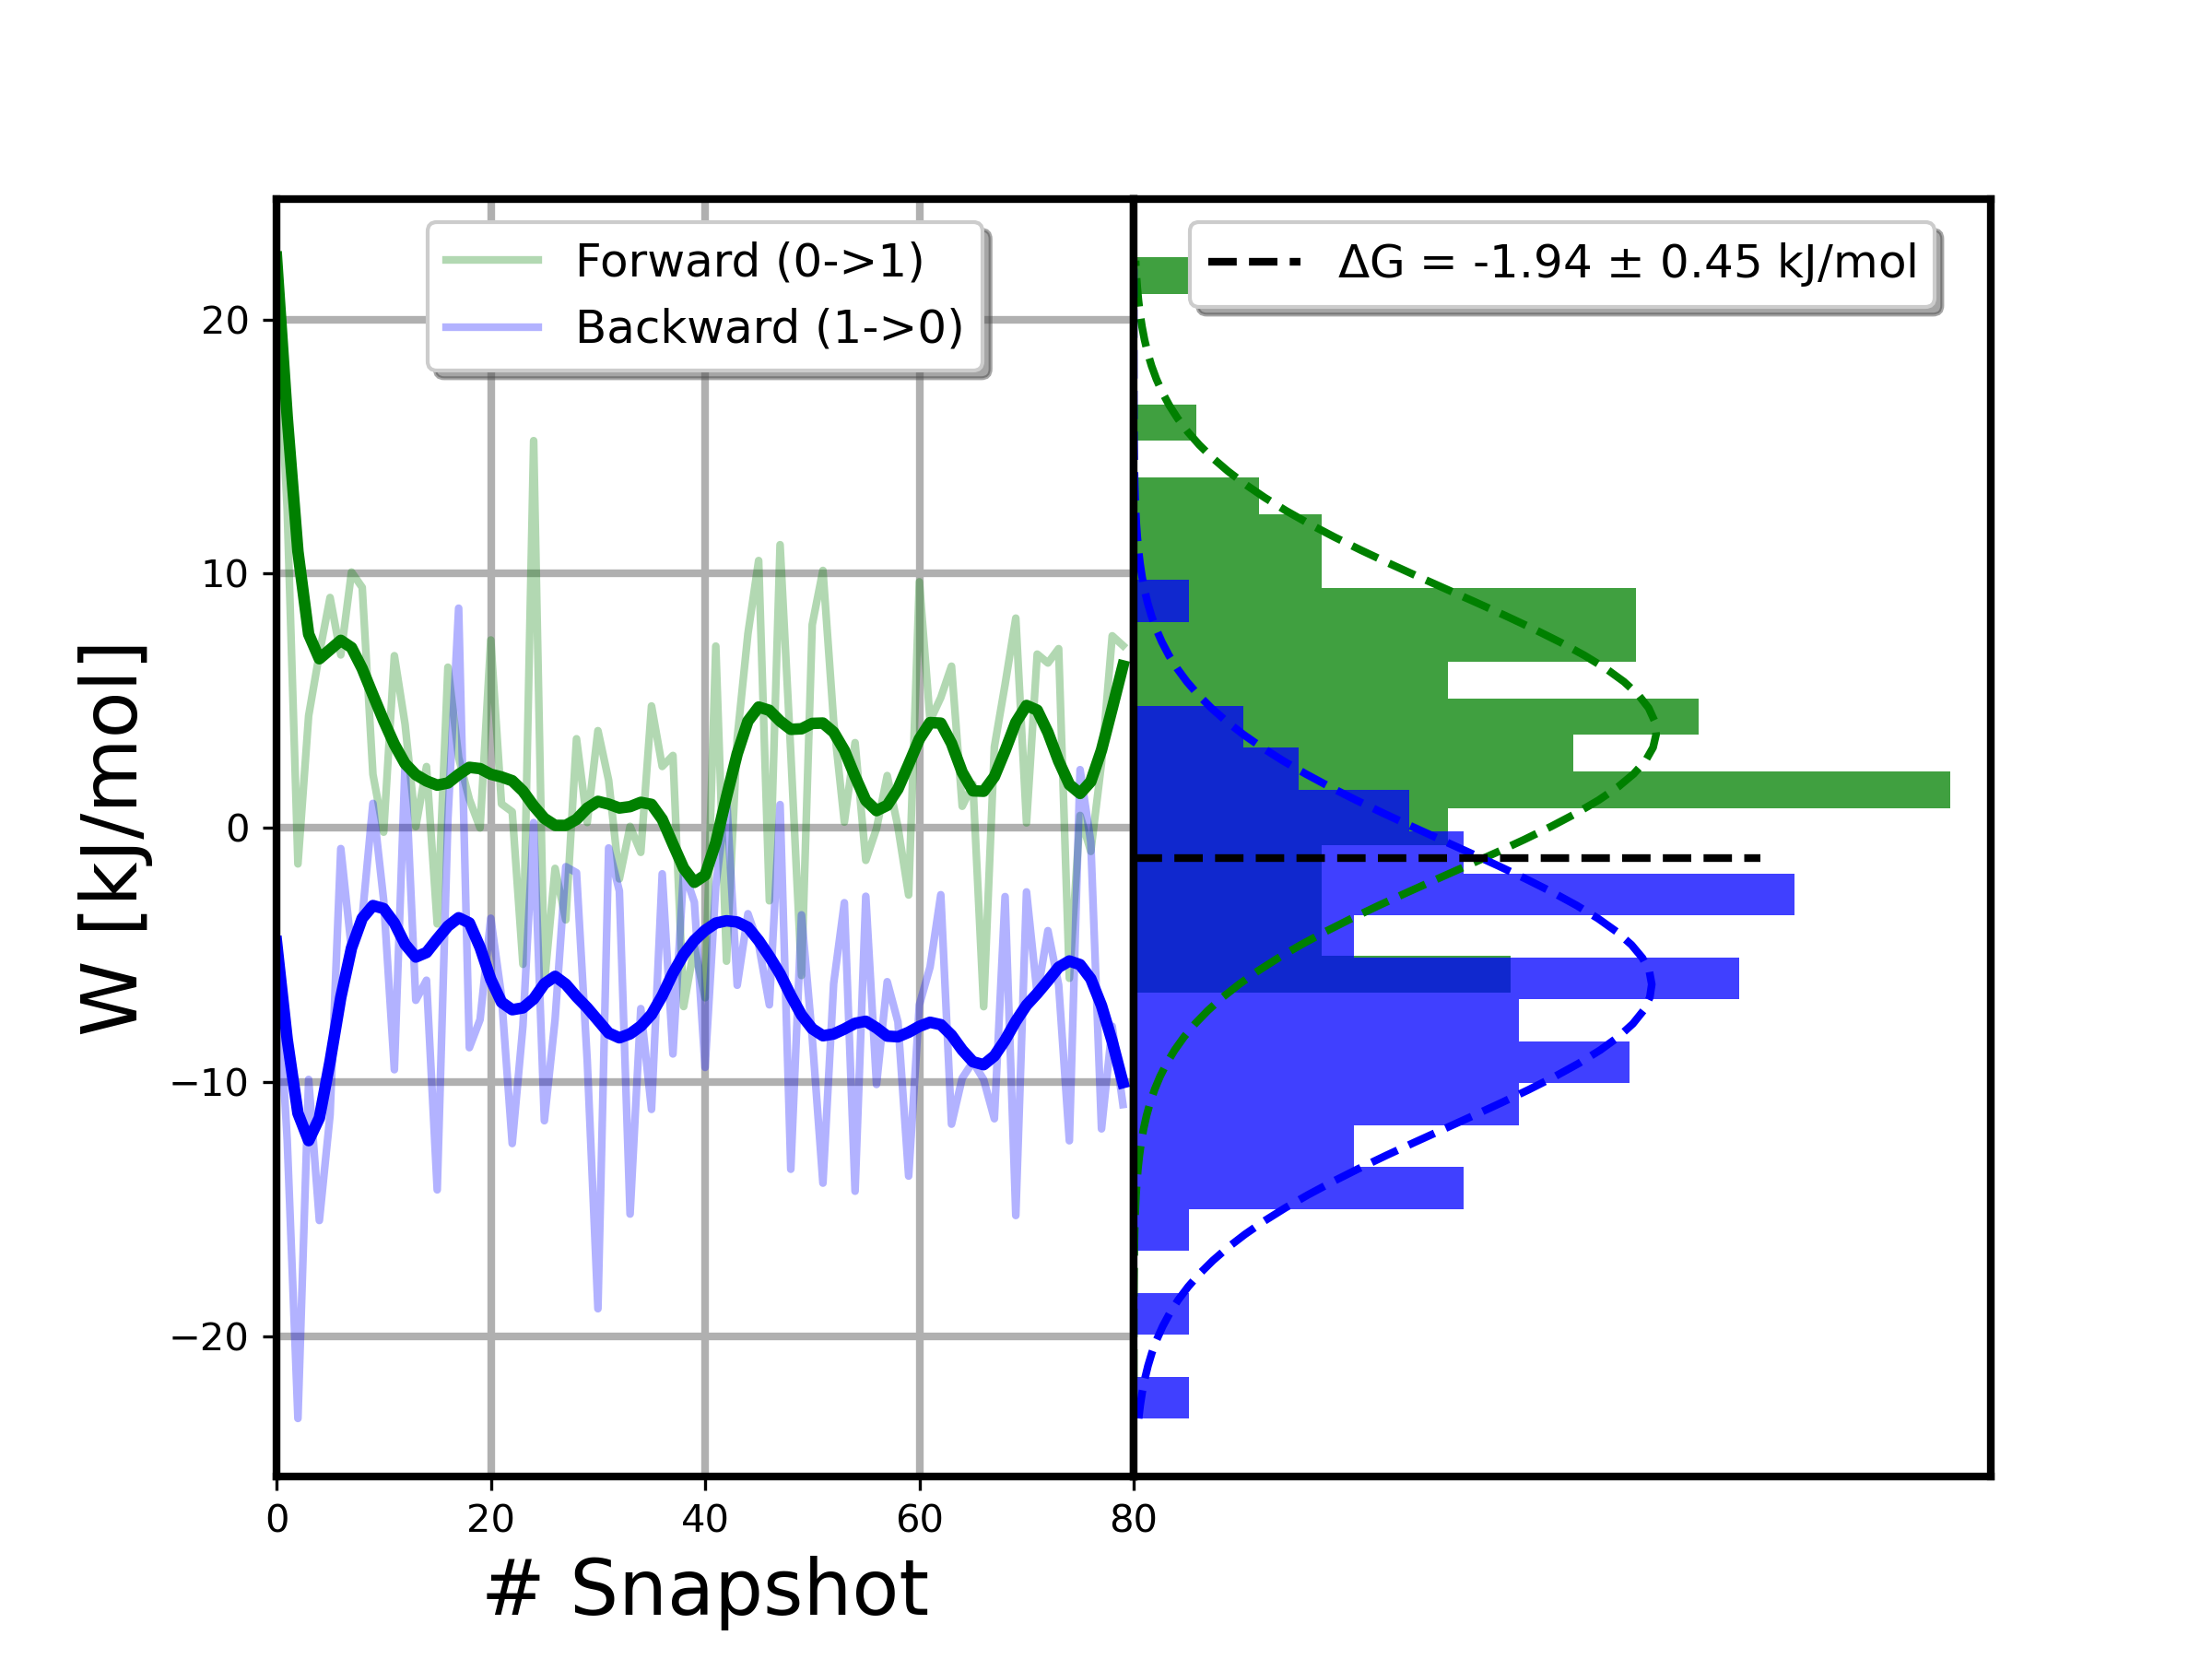 Forward (0->1)
Backward (1->0)
ΔG = -1.94 ± 0.45 kJ/mol
W [kJ/mol]
20
10
0
−10
−20
0 20 40 60 80
# Snapshot